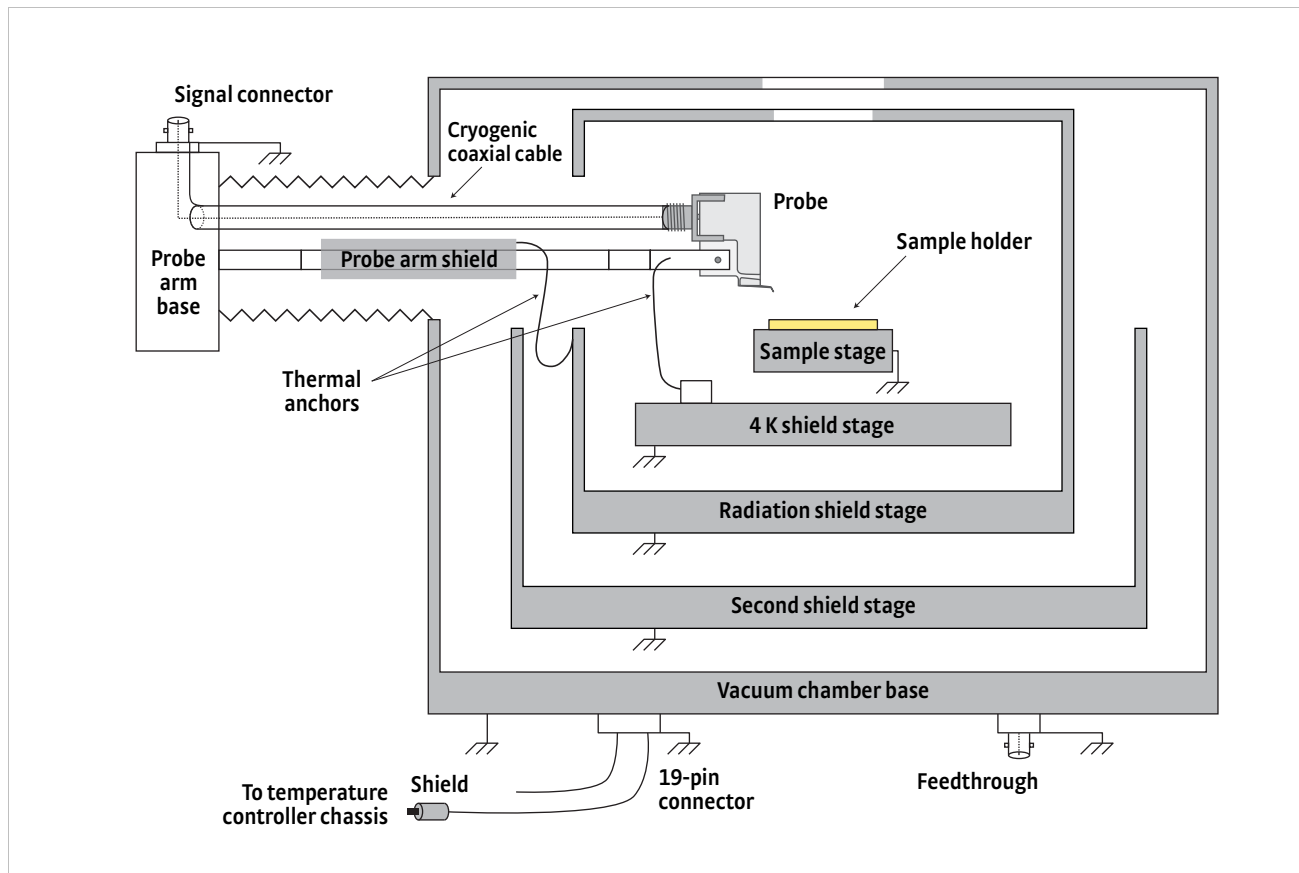 Signal connector
Cryogenic
coaxial cable
Probe
Sample holder
Probe
arm
base
Probe arm shield
Sample stage
Thermal
anchors
4 K shield stage
Radiation shield stage
Second shield stage
Vacuum chamber base
To temperature
controller chassis
Shield
19-pin
connector
Feedthrough